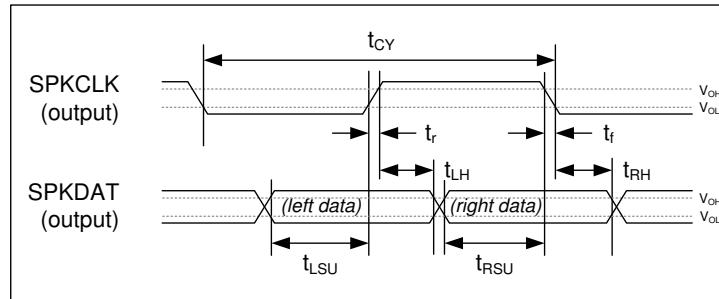 tCY
SPKCLK
(output)
VOH
VOL
tr
tf
tLH
tRH
SPKDAT
(output)
(left data)
(right data)
VOH
VOL
tLSU
tRSU